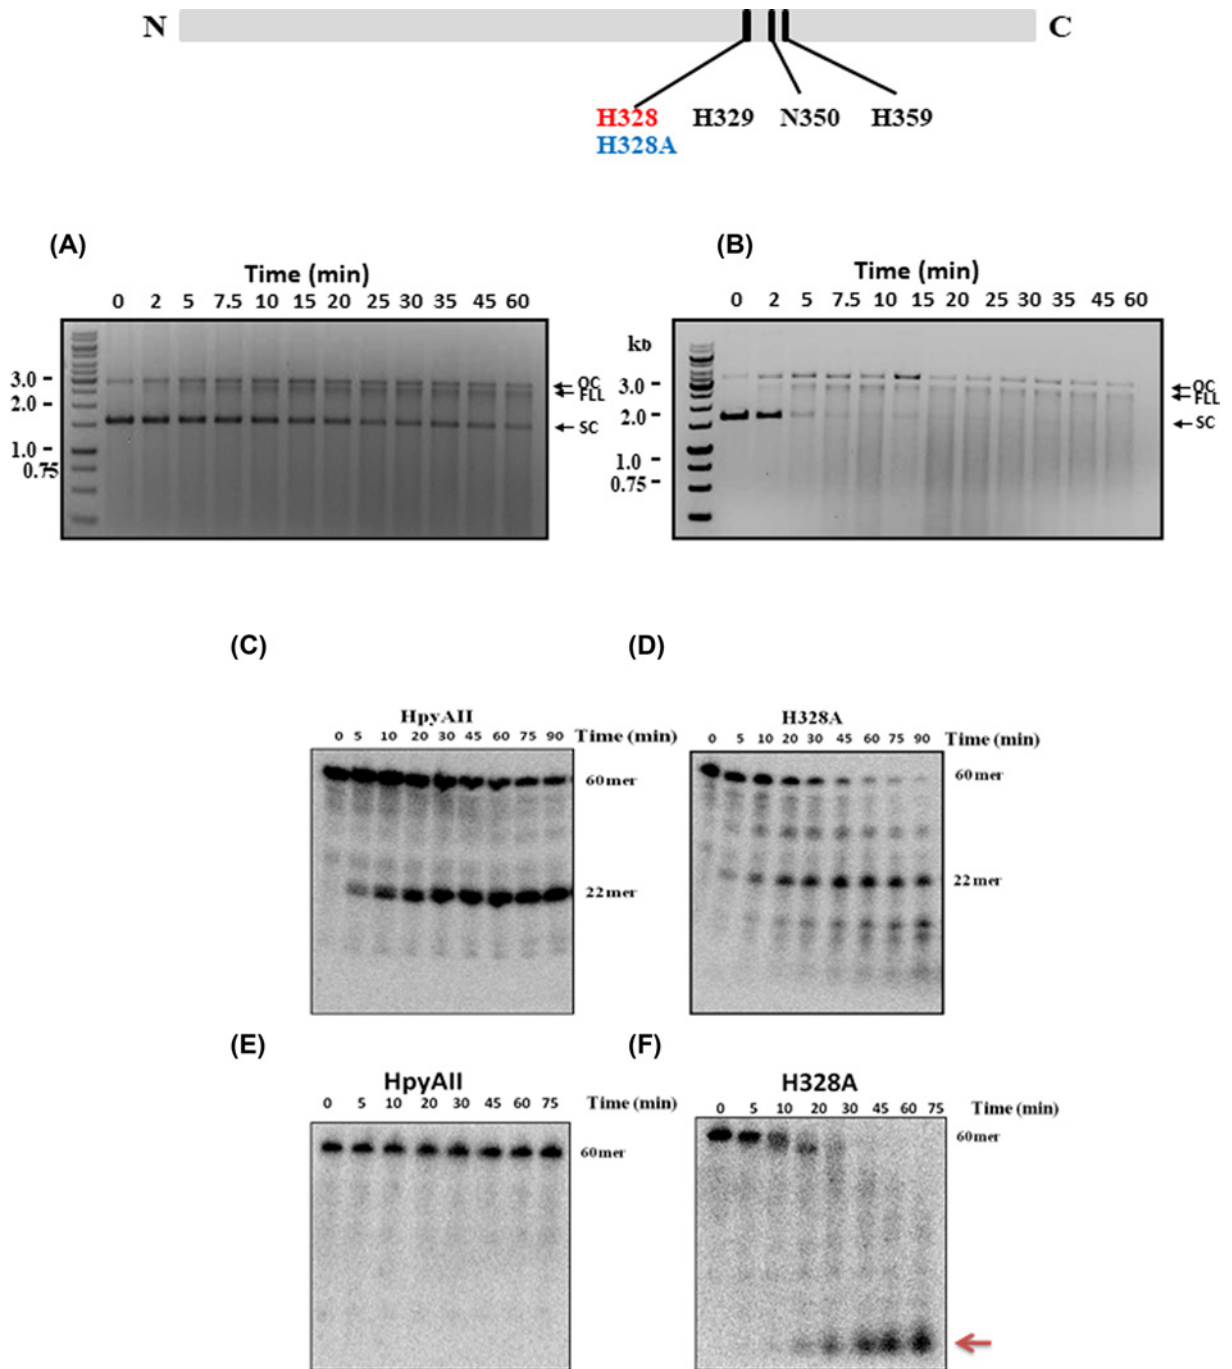 N C
H328 H329 N350 H359
H328A
(A) (B)
Time (min)
0 2 5 7.5 10 15 20 25 30 35 45 60
3.0
2.0
1.0
0.75
OC
FLL
SC
Time (min)
0 2 5 7.5 10 15 20 25 30 35 45 60
kb
3.0
2.0
1.0
0.75
OC
FLL
SC
(C) (D)
HpyAII
0 5 10 20 30 45 60 75 90 Time (min)
60mer
22mer
H328A
0 5 10 20 30 45 60 75 90 Time (min)
60mer
22mer
(E) (F)
HpyAII
0 5 10 20 30 45 60 75 Time (min)
60mer
H328A
0 5 10 20 30 45 60 75 Time (min)
60mer